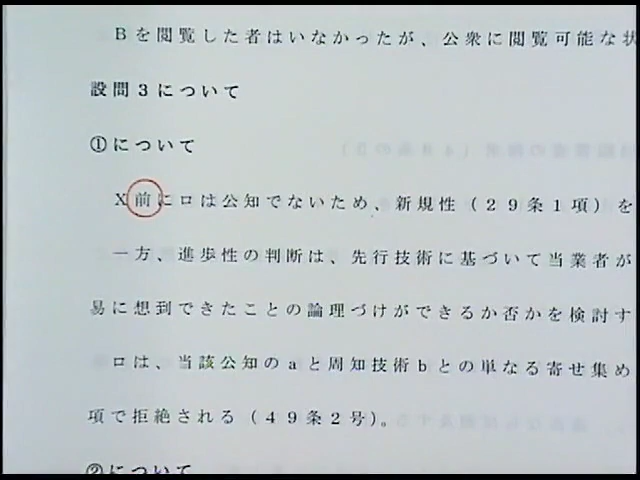 Bを閲覧した者はいなかったが、公衆に閲覧可能な状
設問3について
①について
X前にロは公知でないため、新規性（29条1項）を
一方、進歩性の判断は、先行技術に基づいて当業者が
易に想到できたことの論理づけができるか否かを検討す
ロは、当該公知のaと周知技術bとの単なる寄せ集め
項で拒絶される（49条2号）。
②について